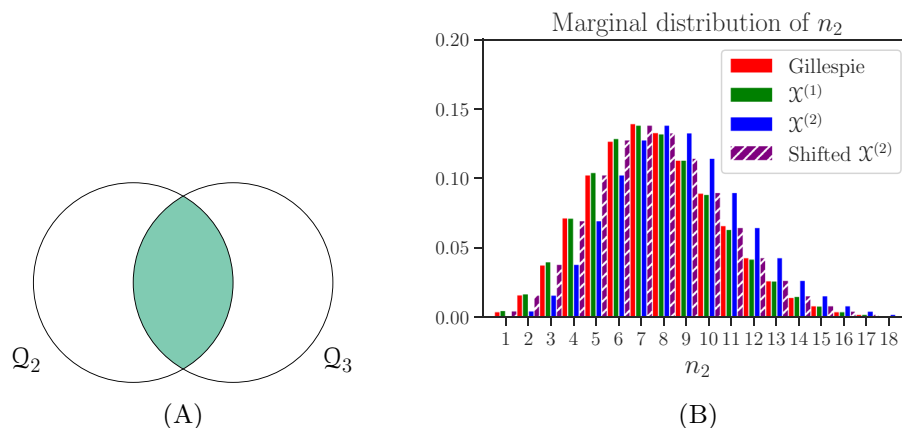 Marginal distribution of n₂
0.20
0.15
0.10
0.05
0.00
Gillespie
𝒳⁽¹⁾
𝒳⁽²⁾
Shifted 𝒳⁽²⁾
1 2 3 4 5 6 7 8 9 10 11 12 13 14 15 16 17 18
n₂
𝒬₂ 𝒬₃
(A) (B)